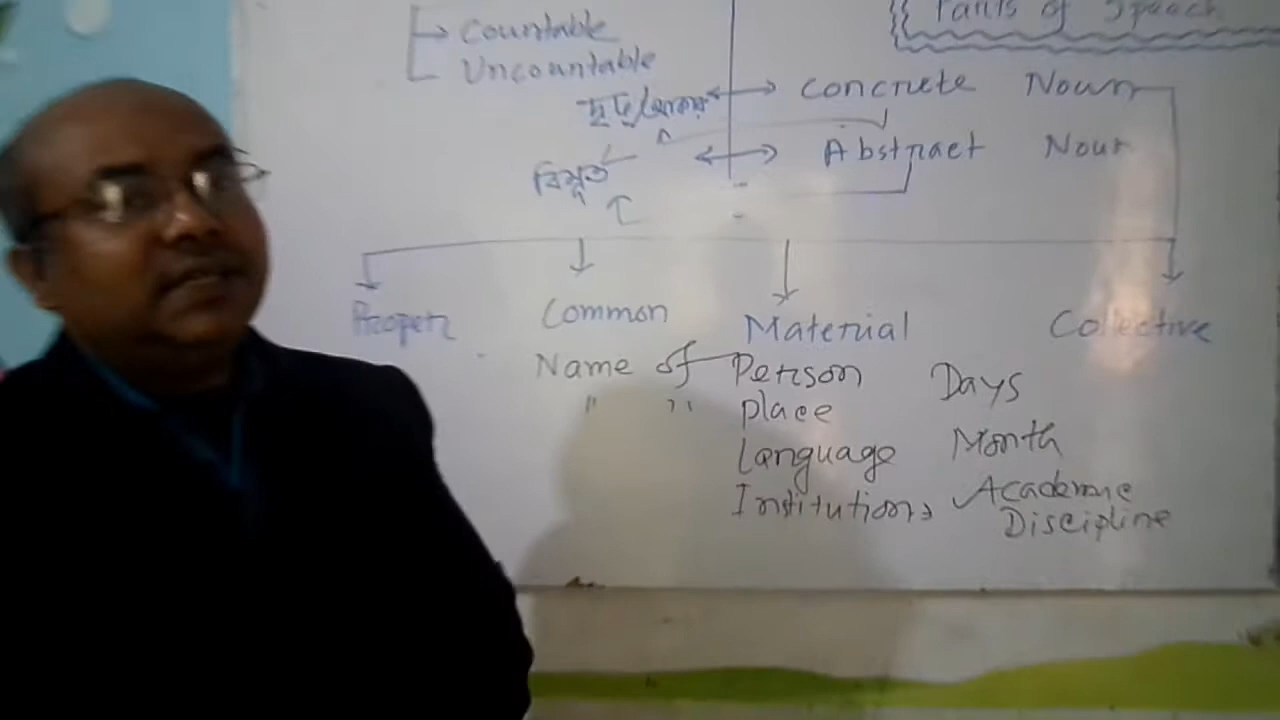 Parts of Speech
Countable
Uncountable
Concrete Noun
Abstract Noun
বিমূর্ত
Proper
Common
Material
Collective
Name of Person Days
" " place
Language Month
Institutions Academic
Discipline